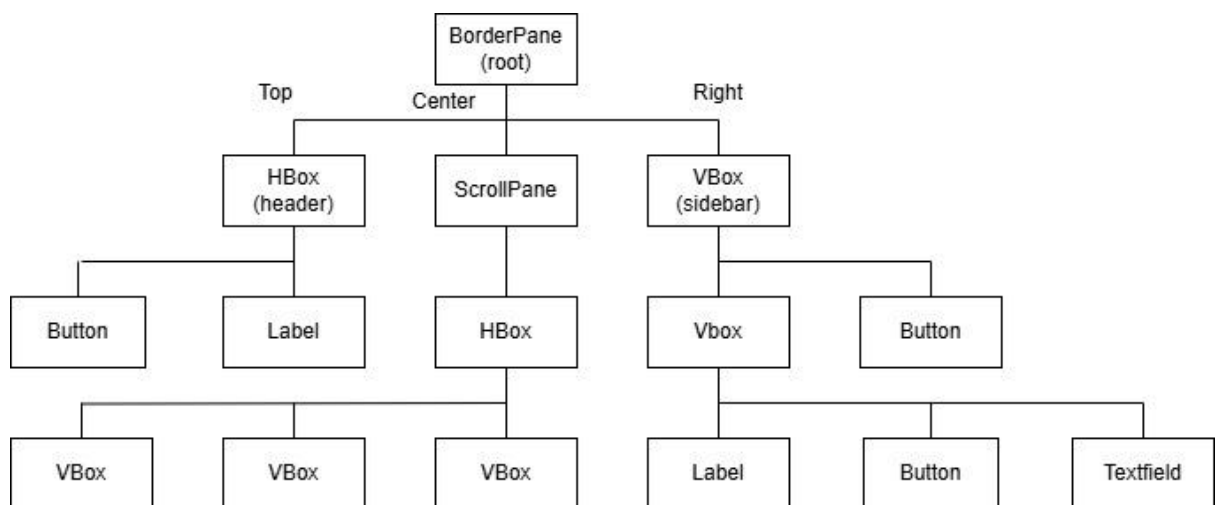 BorderPane
(root)
Top
Center
Right
HBox
(header)
ScrollPane
VBox
(sidebar)
Button
Label
HBox
Vbox
Button
VBox
VBox
VBox
Label
Button
Textfield